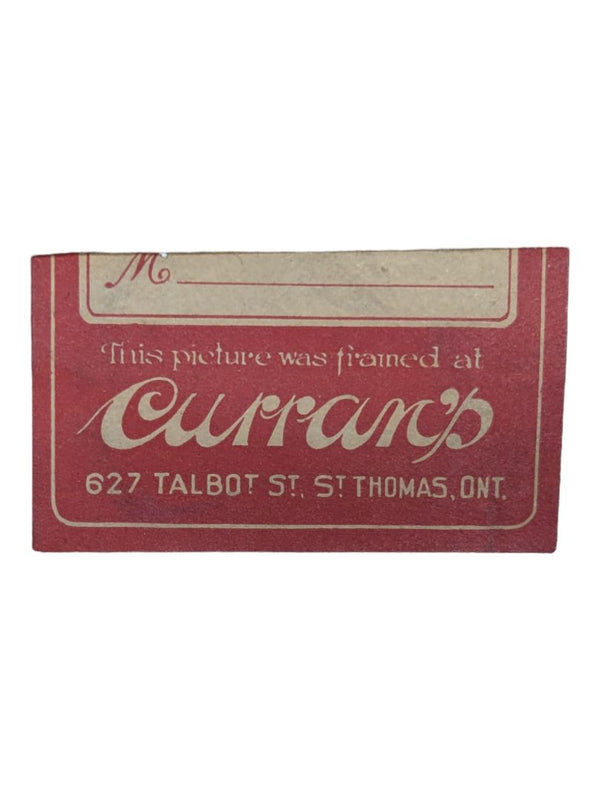 M
This picture was framed at
Curran's
627 TALBOT ST., ST THOMAS, ONT.